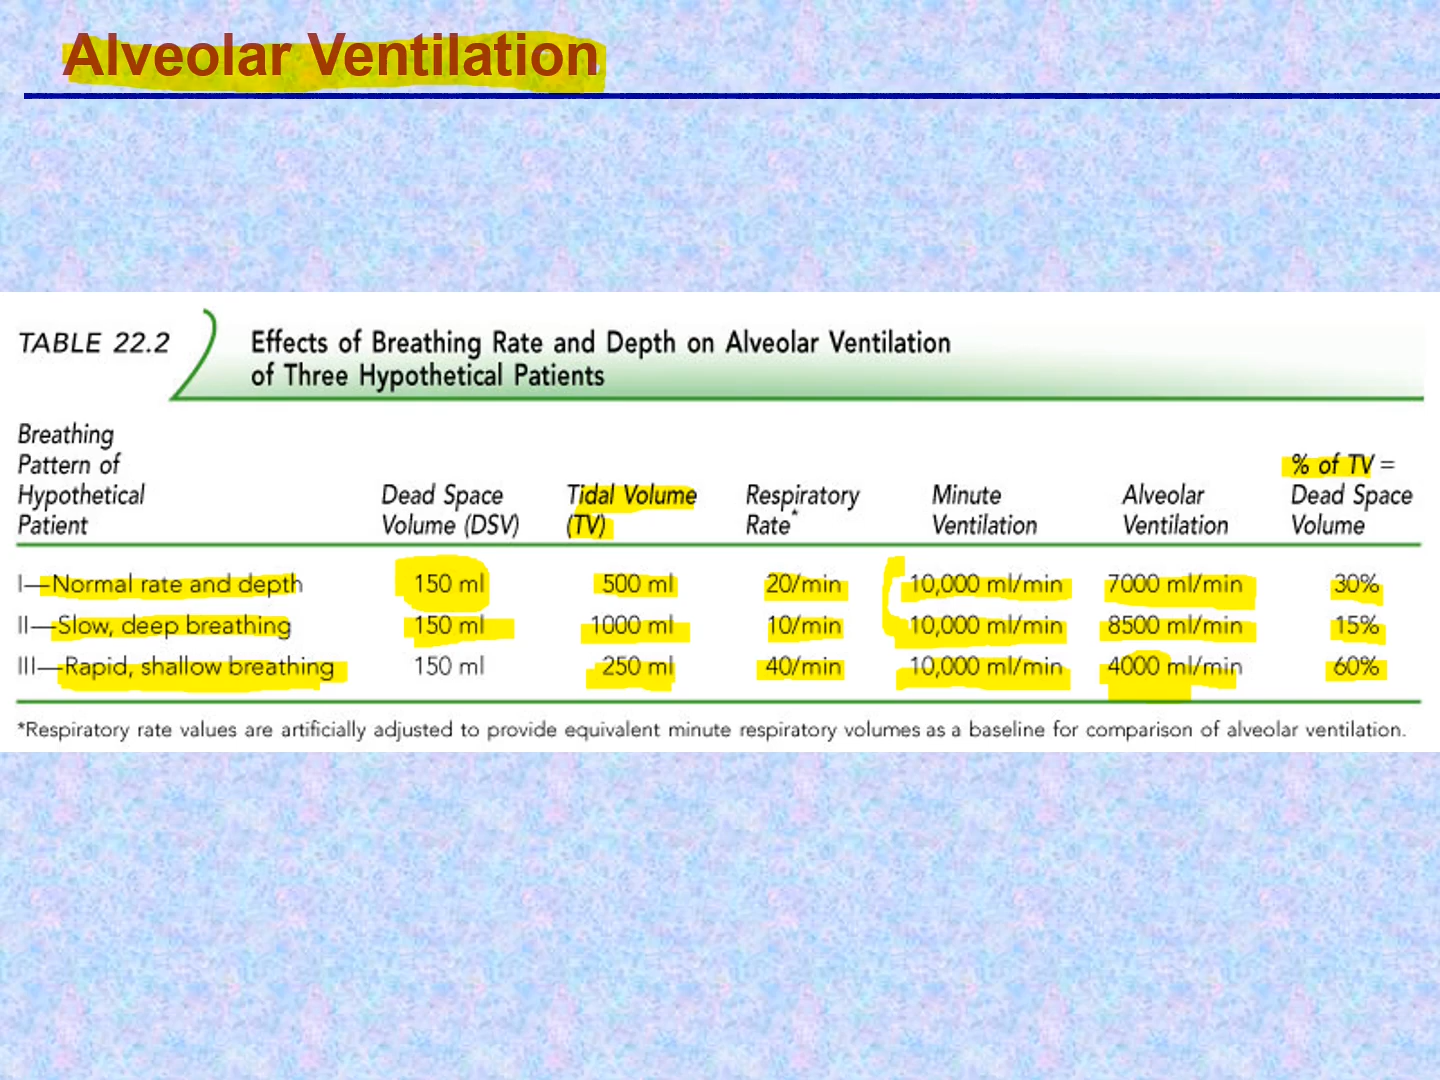 Alveolar Ventilation
TABLE 22.2
Effects of Breathing Rate and Depth on Alveolar Ventilation
of Three Hypothetical Patients
Breathing
Pattern of
Hypothetical
Patient
Dead Space
Volume (DSV)
Tidal Volume
(TV)
Respiratory
Rate*
Minute
Ventilation
Alveolar
Ventilation
% of TV =
Dead Space
Volume
I—Normal rate and depth 150 ml 500 ml 20/min 10,000 ml/min 7000 ml/min 30%
II—Slow, deep breathing 150 ml 1000 ml 10/min 10,000 ml/min 8500 ml/min 15%
III—Rapid, shallow breathing 150 ml 250 ml 40/min 10,000 ml/min 4000 ml/min 60%
*Respiratory rate values are artificially adjusted to provide equivalent minute respiratory volumes as a baseline for comparison of alveolar ventilation.